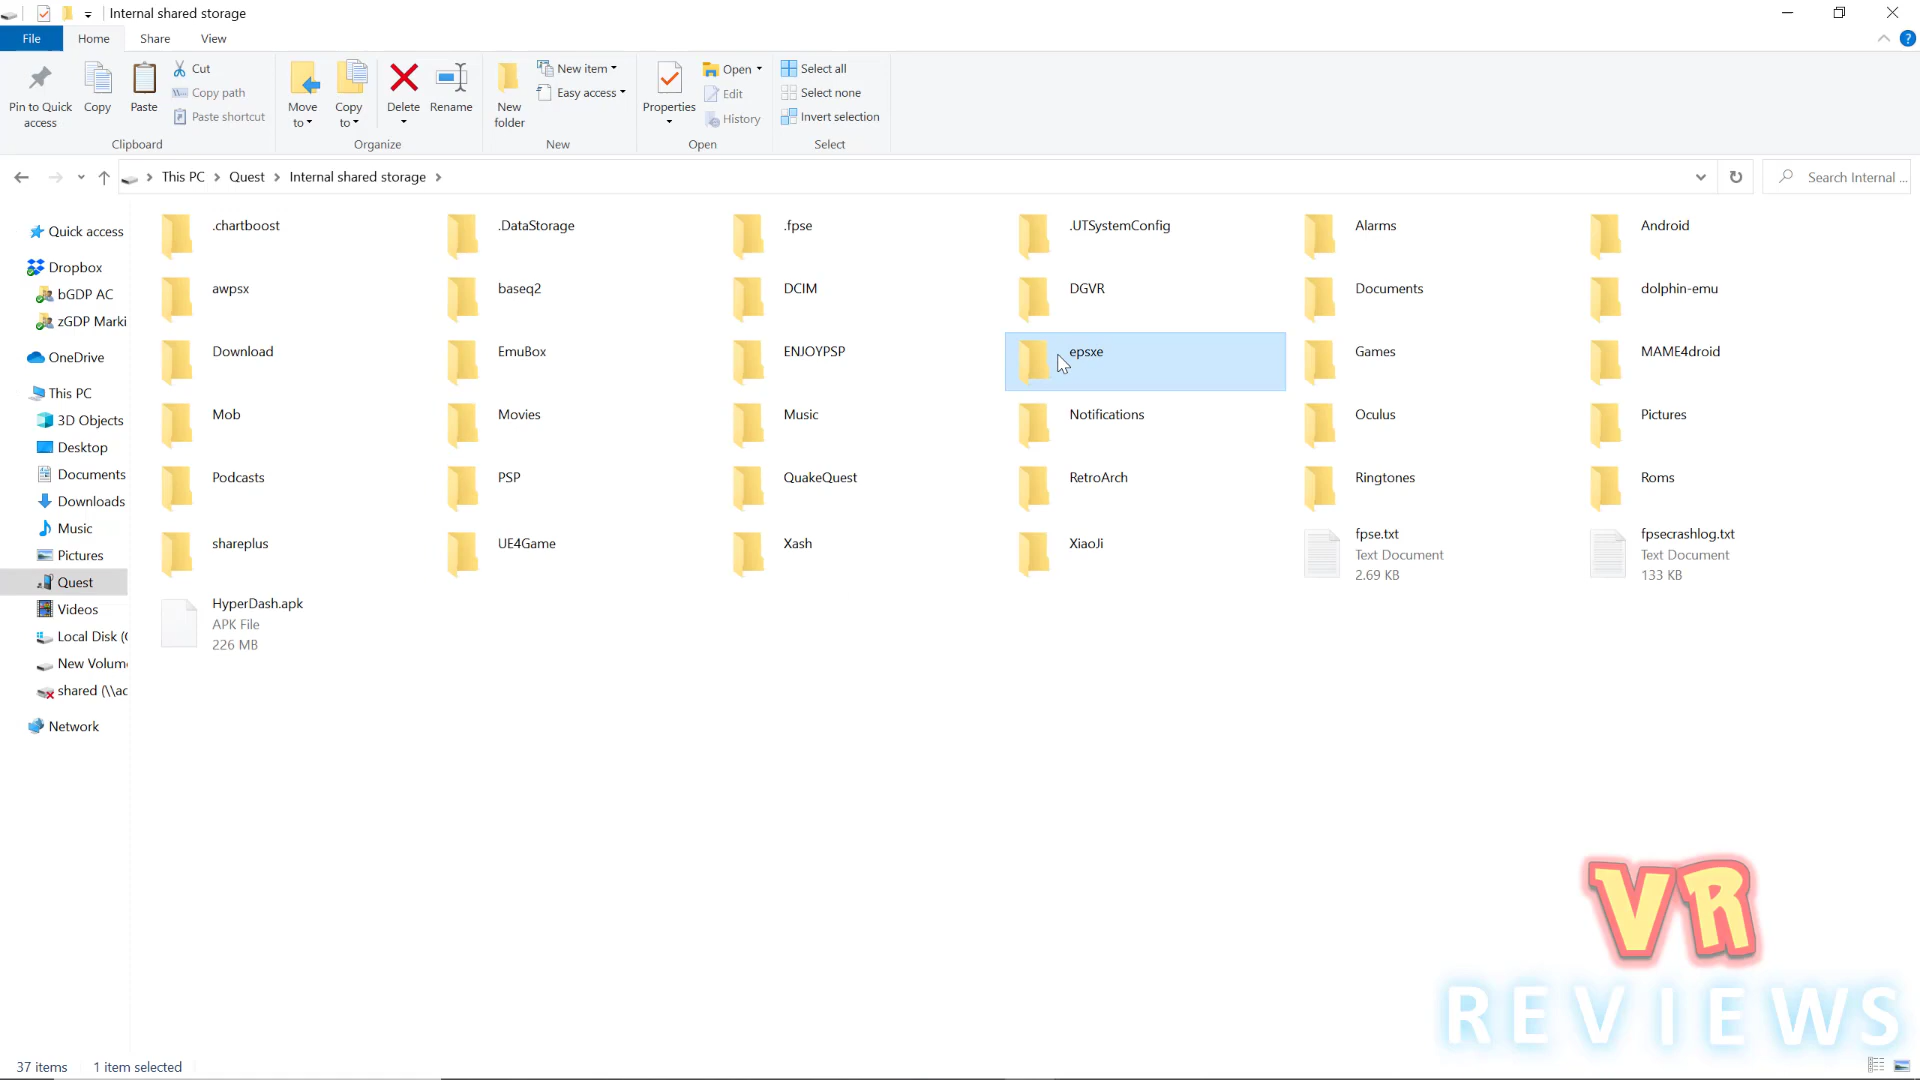 Internal shared storage
File
Home
Share
View
Pin to Quick access
Copy
Paste
Cut
Copy path
Paste shortcut
Clipboard
Move to
Copy to
Delete
Rename
Organize
New folder
New item
Easy access
New
Properties
Open
Edit
History
Open
Select all
Select none
Invert selection
Select
This PC > Quest > Internal shared storage >
Search Internal ...
Quick access
Dropbox
bGDP AC
zGDP Marki
OneDrive
This PC
3D Objects
Desktop
Documents
Downloads
Music
Pictures
Quest
Videos
Local Disk (C
New Volume
shared (\\ac
Network
.chartboost
.DataStorage
.fpse
.UTSystemConfig
Alarms
Android
awpsx
baseq2
DCIM
DGVR
Documents
dolphin-emu
Download
EmuBox
ENJOYPSP
epsxe
Games
MAME4droid
Mob
Movies
Music
Notifications
Oculus
Pictures
Podcasts
PSP
QuakeQuest
RetroArch
Ringtones
Roms
shareplus
UE4Game
Xash
XiaoJi
fpse.txt
Text Document
2.69 KB
fpsecrashlog.txt
Text Document
133 KB
HyperDash.apk
APK File
226 MB
VR
REVIEWS
37 items
1 item selected